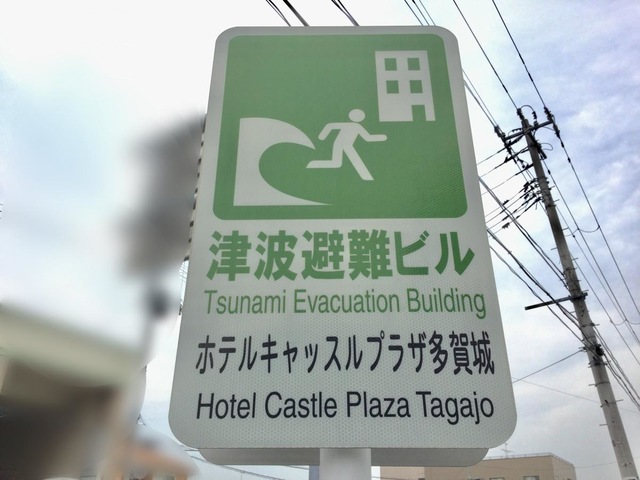 津波避難ビル
Tsunami Evacuation Building
ホテルキャッスルプラザ多賀城
Hotel Castle Plaza Tagajo